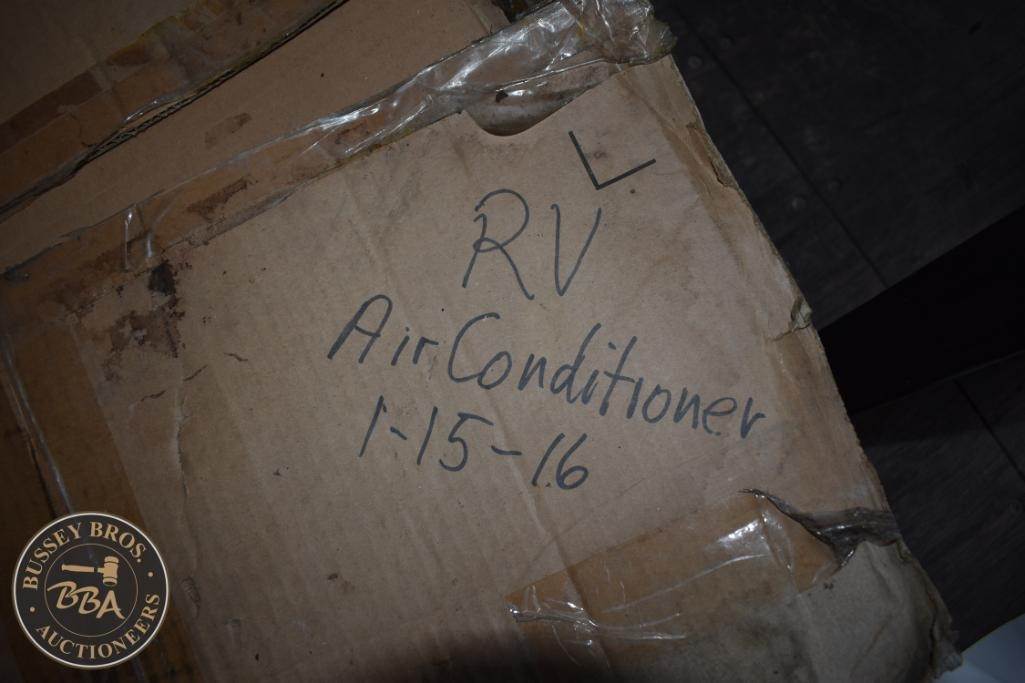 RV
Air Conditioner
1-15-16
BUSSEY BROS.
BBA
AUCTIONEERS